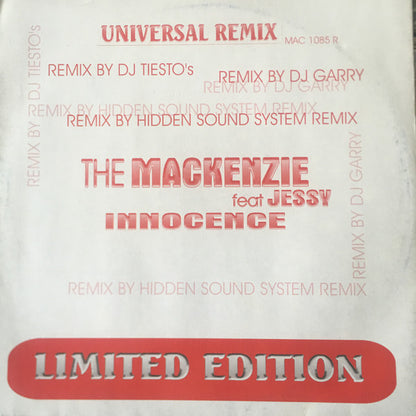 UNIVERSAL REMIX
MAC 1085 R
REMIX BY DJ TIESTO's
REMIX BY DJ TIESTO's
REMIX BY DJ GARRY
REMIX BY DJ GARRY
REMIX BY HIDDEN SOUND SYSTEM REMIX
REMIX BY HIDDEN SOUND SYSTEM REMIX
THE MACKENZIE
feat JESSY
INNOCENCE
REMIX BY DJ GARRY
REMIX BY HIDDEN SOUND SYSTEM REMIX
LIMITED EDITION